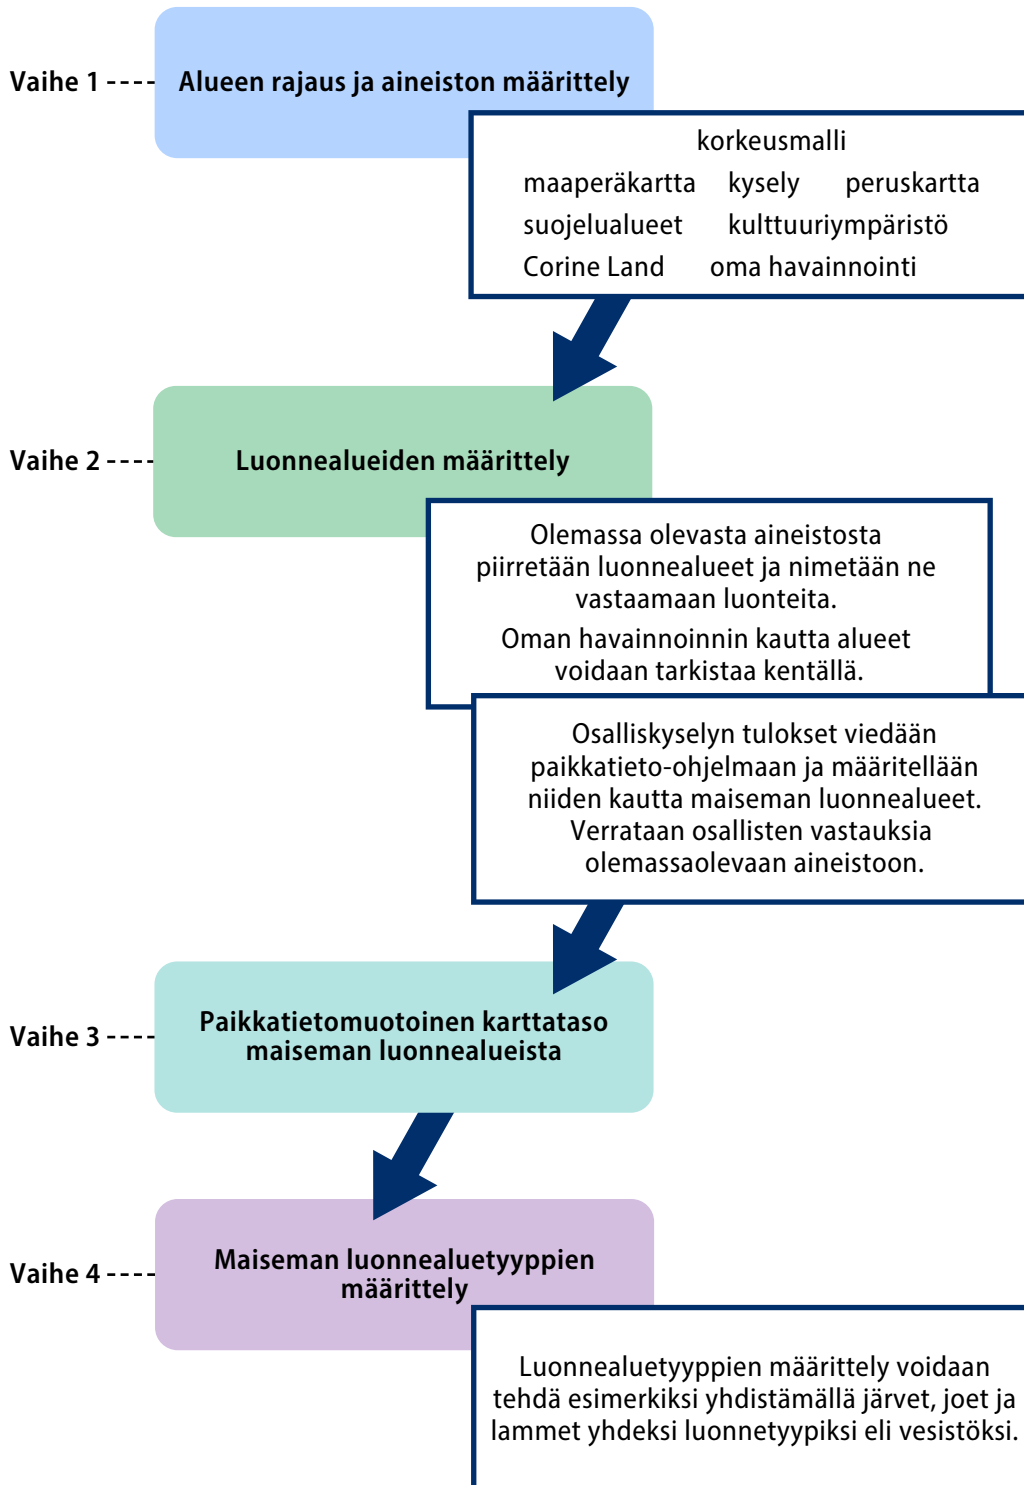 Vaihe 1
Alueen rajaus ja aineiston määrittely
korkeusmalli
maaperäkartta kysely peruskartta
suojelualueet kulttuuriympäristö
Corine Land oma havainnointi
Vaihe 2
Luonnealueiden määrittely
Olemassa olevasta aineistosta
piirretään luonnealueet ja nimetään ne
vastaamaan luonteita.
Oman havainnoinnin kautta alueet
voidaan tarkistaa kentällä.
Osalliskyselyn tulokset viedään
paikkatieto-ohjelmaan ja määritellään
niiden kautta maiseman luonnealueet.
Verrataan osallisten vastauksia
olemassaolevaan aineistoon.
Vaihe 3
Paikkatietomuotoinen karttataso
maiseman luonnealueista
Vaihe 4
Maiseman luonnealuetyyppien
määrittely
Luonnealuetyyppien määrittely voidaan
tehdä esimerkiksi yhdistämällä järvet, joet ja
lammet yhdeksi luonnetyypiksi eli vesistöksi.